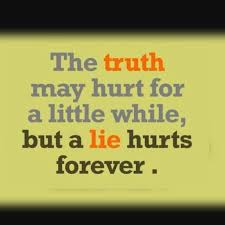 The truth
may hurt for
a little while,
but a lie hurts
forever .